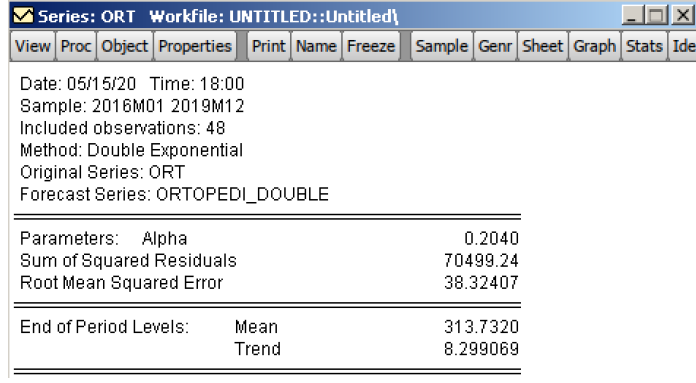 Series: ORT Workfile: UNTITLED::Untitled\
View Proc Object Properties Print Name Freeze Sample Genr Sheet Graph Stats Ide
Date: 05/15/20 Time: 18:00
Sample: 2016M01 2019M12
Included observations: 48
Method: Double Exponential
Original Series: ORT
Forecast Series: ORTOPEDI_DOUBLE
Parameters: Alpha 0.2040
Sum of Squared Residuals 70499.24
Root Mean Squared Error 38.32407
End of Period Levels: Mean 313.7320
Trend 8.299069